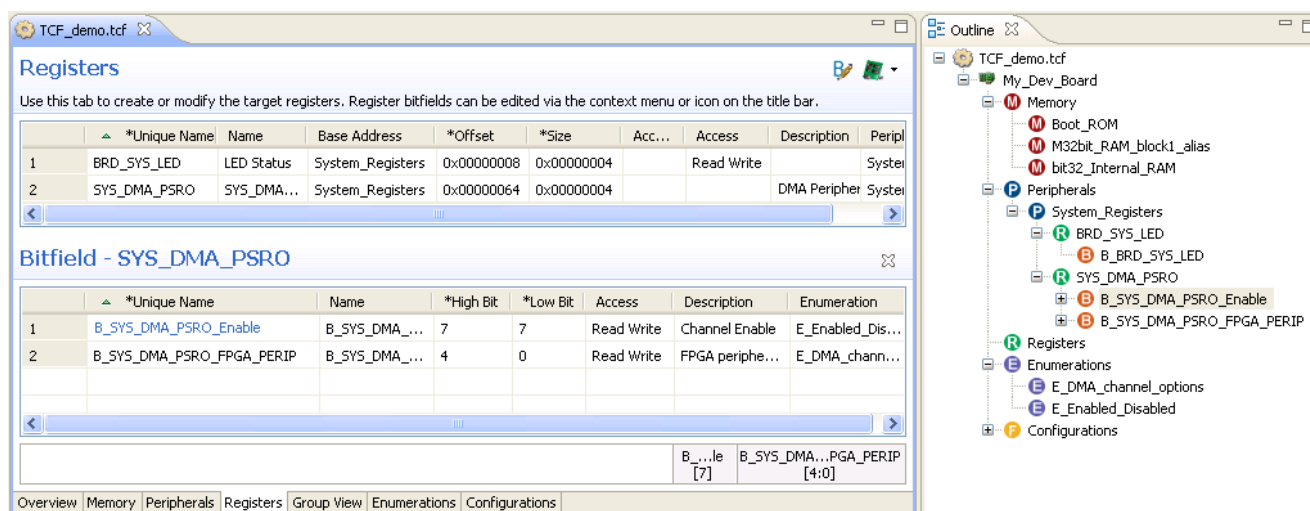 TCF_demo.tcf
Registers
Use this tab to create or modify the target registers. Register bitfields can be edited via the context menu or icon on the title bar.
*Unique Name Name Base Address *Offset *Size Acc... Access Description Peripl
1 BRD_SYS_LED LED Status System_Registers 0x00000008 0x00000004 Read Write System
2 SYS_DMA_PSRO SYS_DMA... System_Registers 0x00000064 0x00000004 DMA Peripher System
Bitfield - SYS_DMA_PSRO
*Unique Name Name *High Bit *Low Bit Access Description Enumeration
1 B_SYS_DMA_PSRO_Enable B_SYS_DMA_... 7 7 Read Write Channel Enable E_Enabled_Dis...
2 B_SYS_DMA_PSRO_FPGA_PERIP B_SYS_DMA_... 4 0 Read Write FPGA periphe... E_DMA_chann...
B_...le B_SYS_DMA...PGA_PERIP
[7] [4:0]
Overview Memory Peripherals Registers Group View Enumerations Configurations
Outline
TCF_demo.tcf
My_Dev_Board
M Memory
M Boot_ROM
M M32bit_RAM_block1_alias
M bit32_Internal_RAM
P Peripherals
P System_Registers
R BRD_SYS_LED
B B_BRD_SYS_LED
R SYS_DMA_PSRO
B B_SYS_DMA_PSRO_Enable
B B_SYS_DMA_PSRO_FPGA_PERIP
R Registers
E Enumerations
E E_DMA_channel_options
E E_Enabled_Disabled
F Configurations